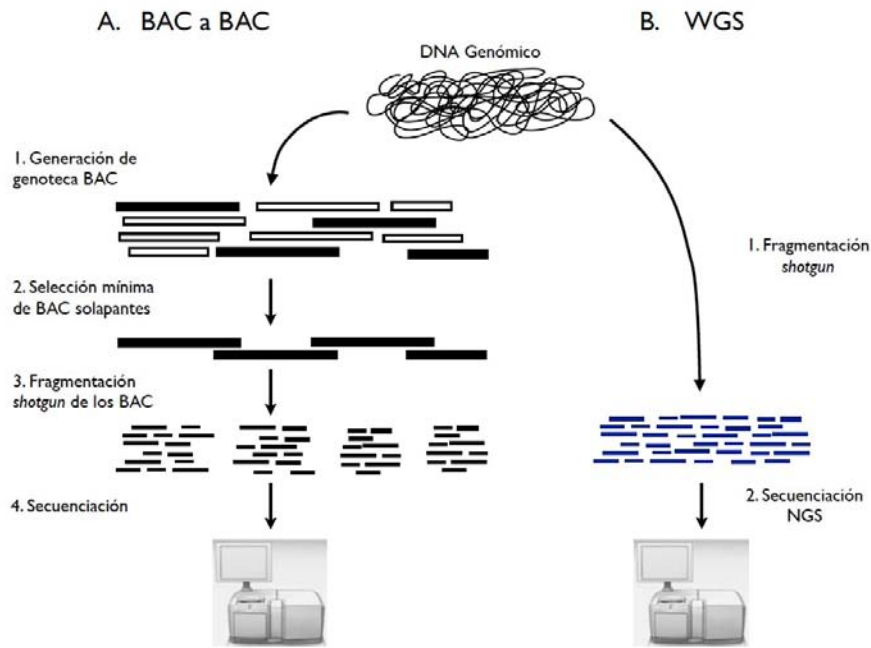 A. BAC a BAC
B. WGS
DNA Genómico
1. Generación de
genoteca BAC
2. Selección mínima
de BAC solapantes
3. Fragmentación
shotgun de los BAC
4. Secuenciación
1. Fragmentación
shotgun
2. Secuenciación
NGS